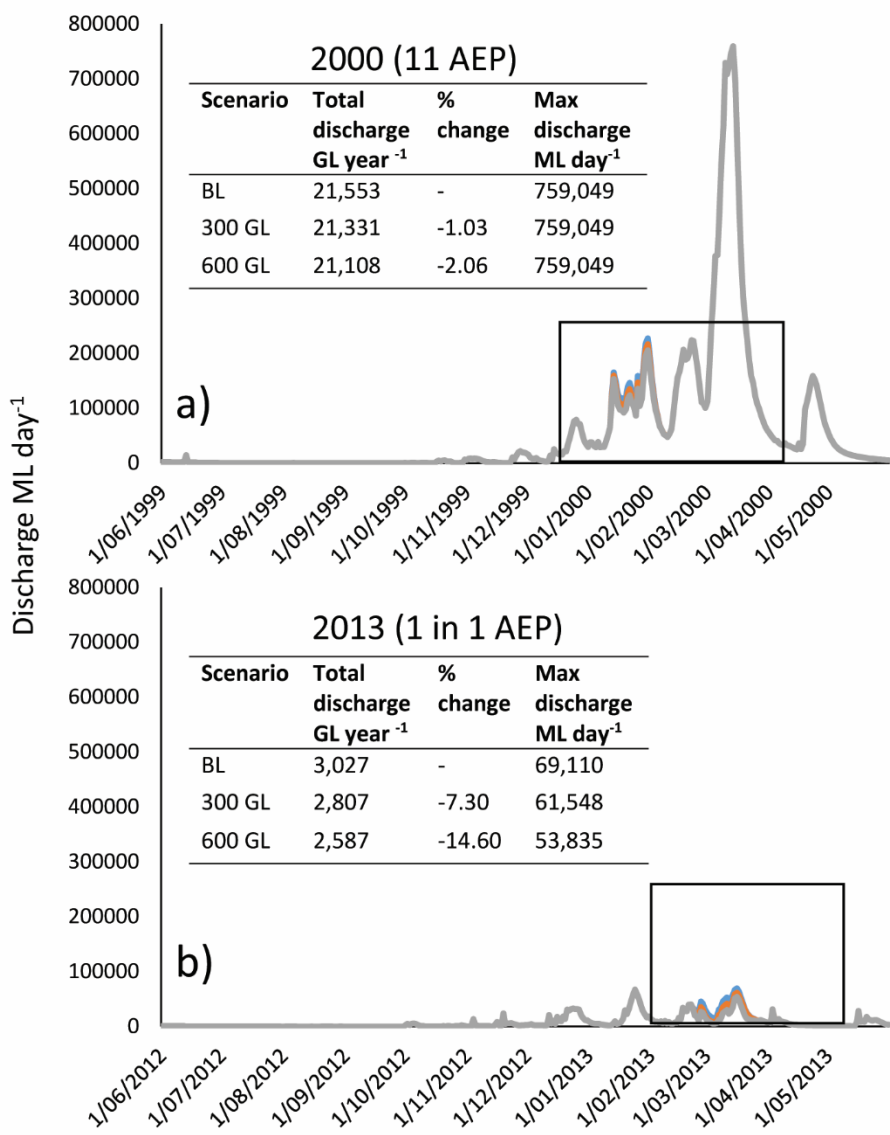 Discharge ML day-1
800000
700000
600000
500000
400000
300000
200000
100000
0
2000 (11 AEP)
Scenario Total % Max
discharge change discharge
GL year -1 ML day-1
BL 21,553 - 759,049
300 GL 21,331 -1.03 759,049
600 GL 21,108 -2.06 759,049
a)
1/06/1999
1/07/1999
1/08/1999
1/09/1999
1/10/1999
1/11/1999
1/12/1999
1/01/2000
1/02/2000
1/03/2000
1/04/2000
1/05/2000
800000
700000
600000
500000
400000
300000
200000
100000
0
2013 (1 in 1 AEP)
Scenario Total % Max
discharge change discharge
GL year -1 ML day-1
BL 3,027 - 69,110
300 GL 2,807 -7.30 61,548
600 GL 2,587 -14.60 53,835
b)
1/06/2012
1/07/2012
1/08/2012
1/09/2012
1/10/2012
1/11/2012
1/12/2012
1/01/2013
1/02/2013
1/03/2013
1/04/2013
1/05/2013